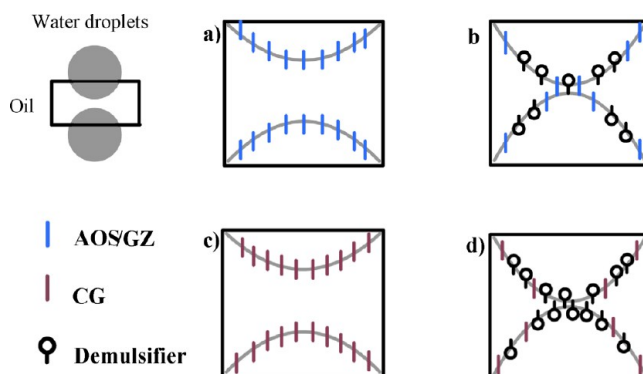 Water droplets
Oil
a)
b)
AOS/GZ
CG
Demulsifier
c)
d)